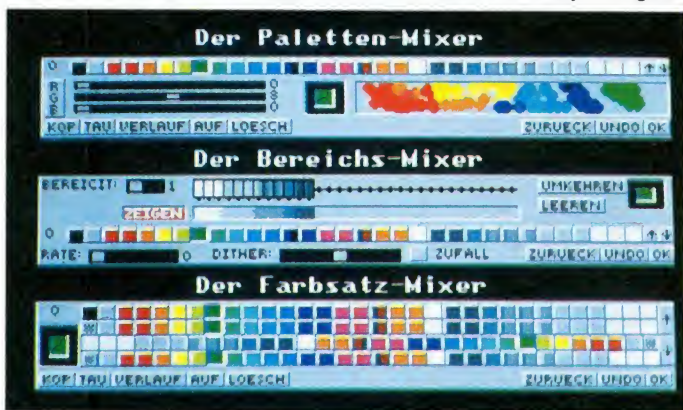 Der Paletten-Mixer
0
R 0
G 8
B 0
KOP TAU VERLAUF AUF LOESCH ZURUECK UNDO OK
Der Bereichs-Mixer
BEREICH: 1 UMKEHREN
ZEIGEN LEEREN
0
RATE: 0 DITHER: ZUFALL ZURUECK UNDO OK
Der Farbsatz-Mixer
0
KOP TAU VERLAUF AUF LOESCH ZURUECK UNDO OK